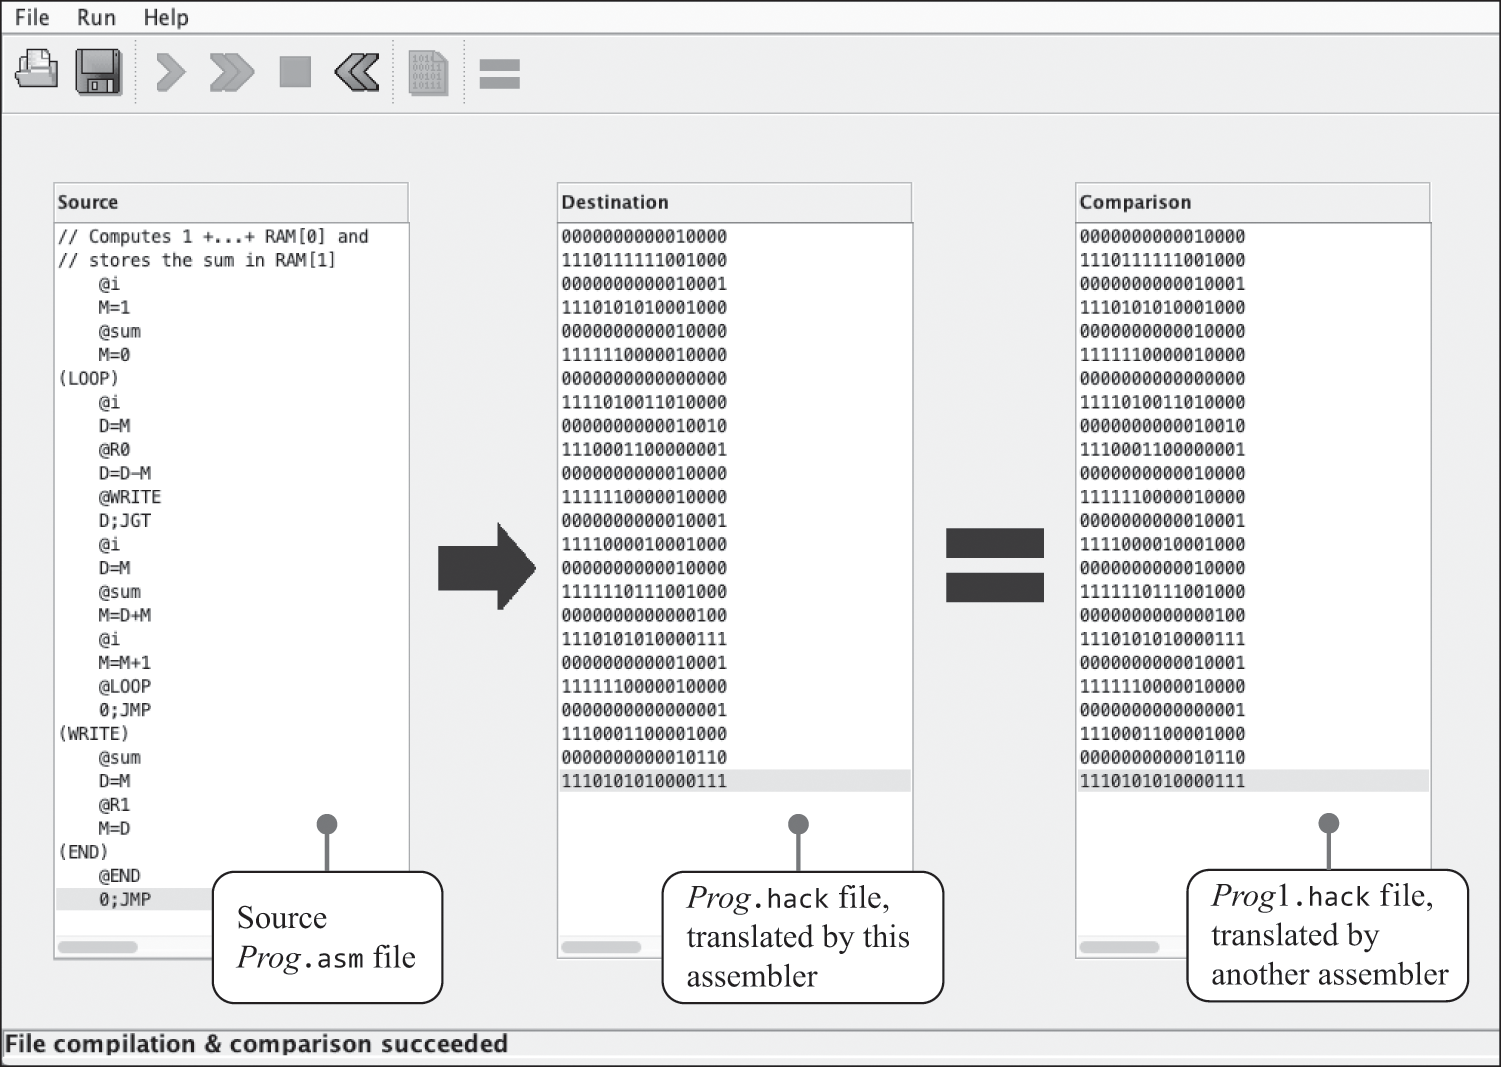 File Run Help
Source
// Computes 1 +...+ RAM[0] and
// stores the sum in RAM[1]
@i
M=1
@sum
M=0
(LOOP)
@i
D=M
@R0
D=D-M
@WRITE
D;JGT
@i
D=M
@sum
M=D+M
@i
M=M+1
@LOOP
0;JMP
(WRITE)
@sum
D=M
@R1
M=D
(END)
@END
0;JMP
Source
Prog.asm file
Destination
0000000000010000
1110111111001000
0000000000010001
1110101010001000
0000000000010000
1111110000010000
0000000000000000
1111010011010000
0000000000010010
1110001100000001
0000000000010000
1111110000010000
0000000000010001
1111000010001000
0000000000010000
1111110111001000
0000000000000100
1110101010000111
0000000000010001
1111110000010000
0000000000000001
1110001100001000
0000000000010110
1110101010000111
Prog.hack file,
translated by this
assembler
Comparison
0000000000010000
1110111111001000
0000000000010001
1110101010001000
0000000000010000
1111110000010000
0000000000000000
1111010011010000
0000000000010010
1110001100000001
0000000000010000
1111110000010000
0000000000010001
1111000010001000
0000000000010000
1111110111001000
0000000000000100
1110101010000111
0000000000010001
1111110000010000
0000000000000001
1110001100001000
0000000000010110
1110101010000111
Prog1.hack file,
translated by
another assembler
File compilation & comparison succeeded